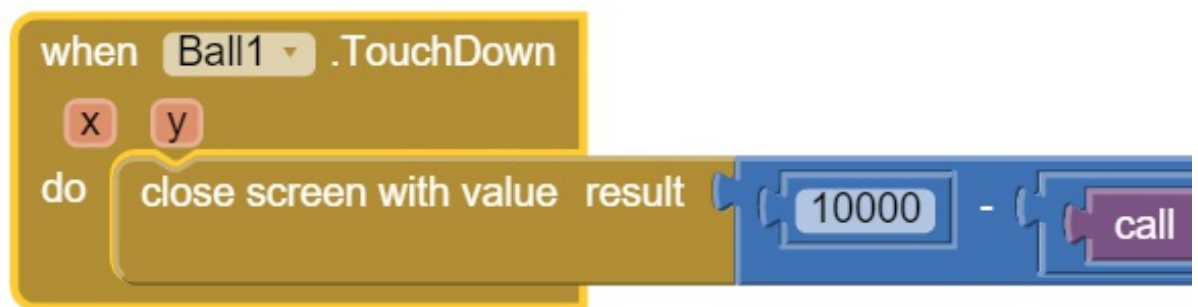 when Ball1 .TouchDown
x y
do close screen with value result 10000 - call